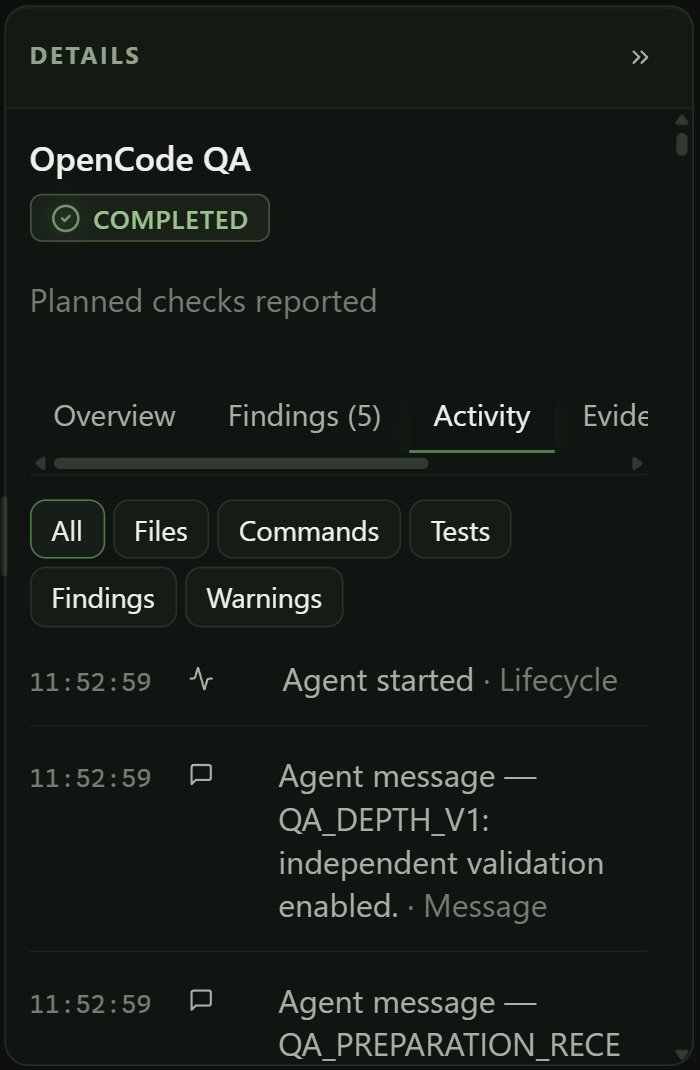 DETAILS
OpenCode QA
COMPLETED
Planned checks reported
Overview Findings (5) Activity Evide
All Files Commands Tests
Findings Warnings
11:52:59 Agent started · Lifecycle
11:52:59 Agent message —
QA_DEPTH_V1:
independent validation
enabled. · Message
11:52:59 Agent message —
QA_PREPARATION_RECE